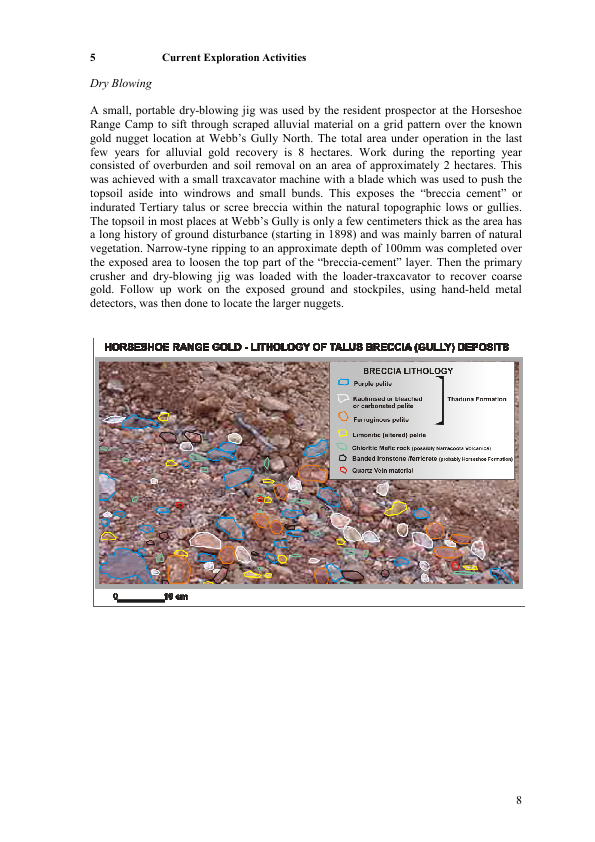 5 Current Exploration Activities
Dry Blowing
A small, portable dry-blowing jig was used by the resident prospector at the Horseshoe
Range Camp to sift through scraped alluvial material on a grid pattern over the known
gold nugget location at Webb's Gully North. The total area under operation in the last
few years for alluvial gold recovery is 8 hectares. Work during the reporting year
consisted of overburden and soil removal on an area of approximately 2 hectares. This
was achieved with a small traxcavator machine with a blade which was used to push the
topsoil aside into windrows and small bunds. This exposes the "breccia cement" or
indurated Tertiary talus or scree breccia within the natural topographic lows or gullies.
The topsoil in most places at Webb's Gully is only a few centimeters thick as the area has
a long history of ground disturbance (starting in 1898) and was mainly barren of natural
vegetation. Narrow-tyne ripping to an approximate depth of 100mm was completed over
the exposed area to loosen the top part of the "breccia-cement" layer. Then the primary
crusher and dry-blowing jig was loaded with the loader-traxcavator to recover coarse
gold. Follow up work on the exposed ground and stockpiles, using hand-held metal
detectors, was then done to locate the larger nuggets.
HORSESHOE RANGE GOLD - LITHOLOGY OF TALUS BRECCIA (GULLY) DEPOSITS
BRECCIA LITHOLOGY
Purple pelite
Kaolinised or bleached
or carbonated pelite
Thaduna Formation
Ferruginous pelite
Limonitic (altered) pelite
Chloritic Mafic rock (possibly Narracoota Volcanics)
Banded Ironstone /ferricrete (probably Horseshoe Formation)
Quartz Vein material
0 10 cm
8